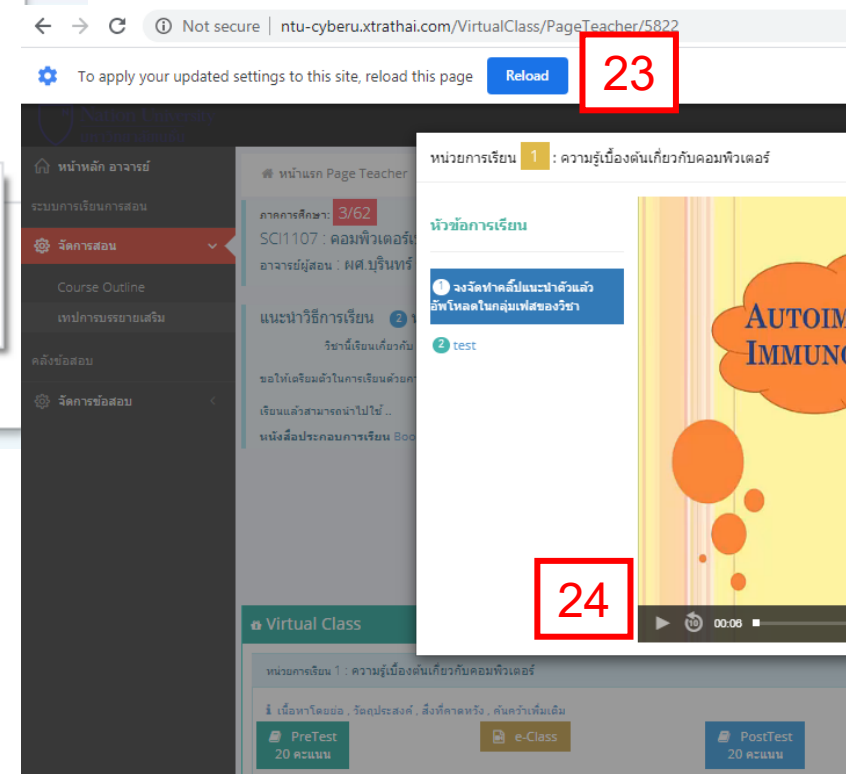 Not secure | ntu-cyberu.xtrathai.com/VirtualClass/PageTeacher/5822
To apply your updated settings to this site, reload this page
Reload
23
หน้าหลัก อาจารย์
ระบบการเรียนการสอน
จัดการสอน
Course Outline
เทปการบรรยายเสริม
คลังข้อสอบ
จัดการข้อสอบ
หน้าแรก Page Teacher
ภาคการศึกษา: 3/62
SCI1107 : คอมพิวเตอร์เ
อาจารย์ผู้สอน : ผศ.บุรินทร์
แนะนำวิธีการเรียน 2
วิชานี้เรียนเกี่ยวกับ
ขอให้เตรียมตัวในการเรียนด้วย
เรียนแล้วสามารถนำไปใช้ ..
หนังสือประกอบการเรียน Boo
หน่วยการเรียน 1 : ความรู้เบื้องต้นเกี่ยวกับคอมพิวเตอร์
หัวข้อการเรียน
1 จงจัดทำคลิ๊ปแนะนำตัวแล้ว
อัพโหลดในกลุ่มเฟสของวิชา
2 test
AUTOIM
IMMUNO
24
10 00:06
Virtual Class
หน่วยการเรียน 1 : ความรู้เบื้องต้นเกี่ยวกับคอมพิวเตอร์
เนื้อหาโดยย่อ , วัตถุประสงค์ , สิ่งที่คาดหวัง , ค้นคว้าเพิ่มเติม
PreTest
20 คะแนน
e-Class
PostTest
20 คะแนน